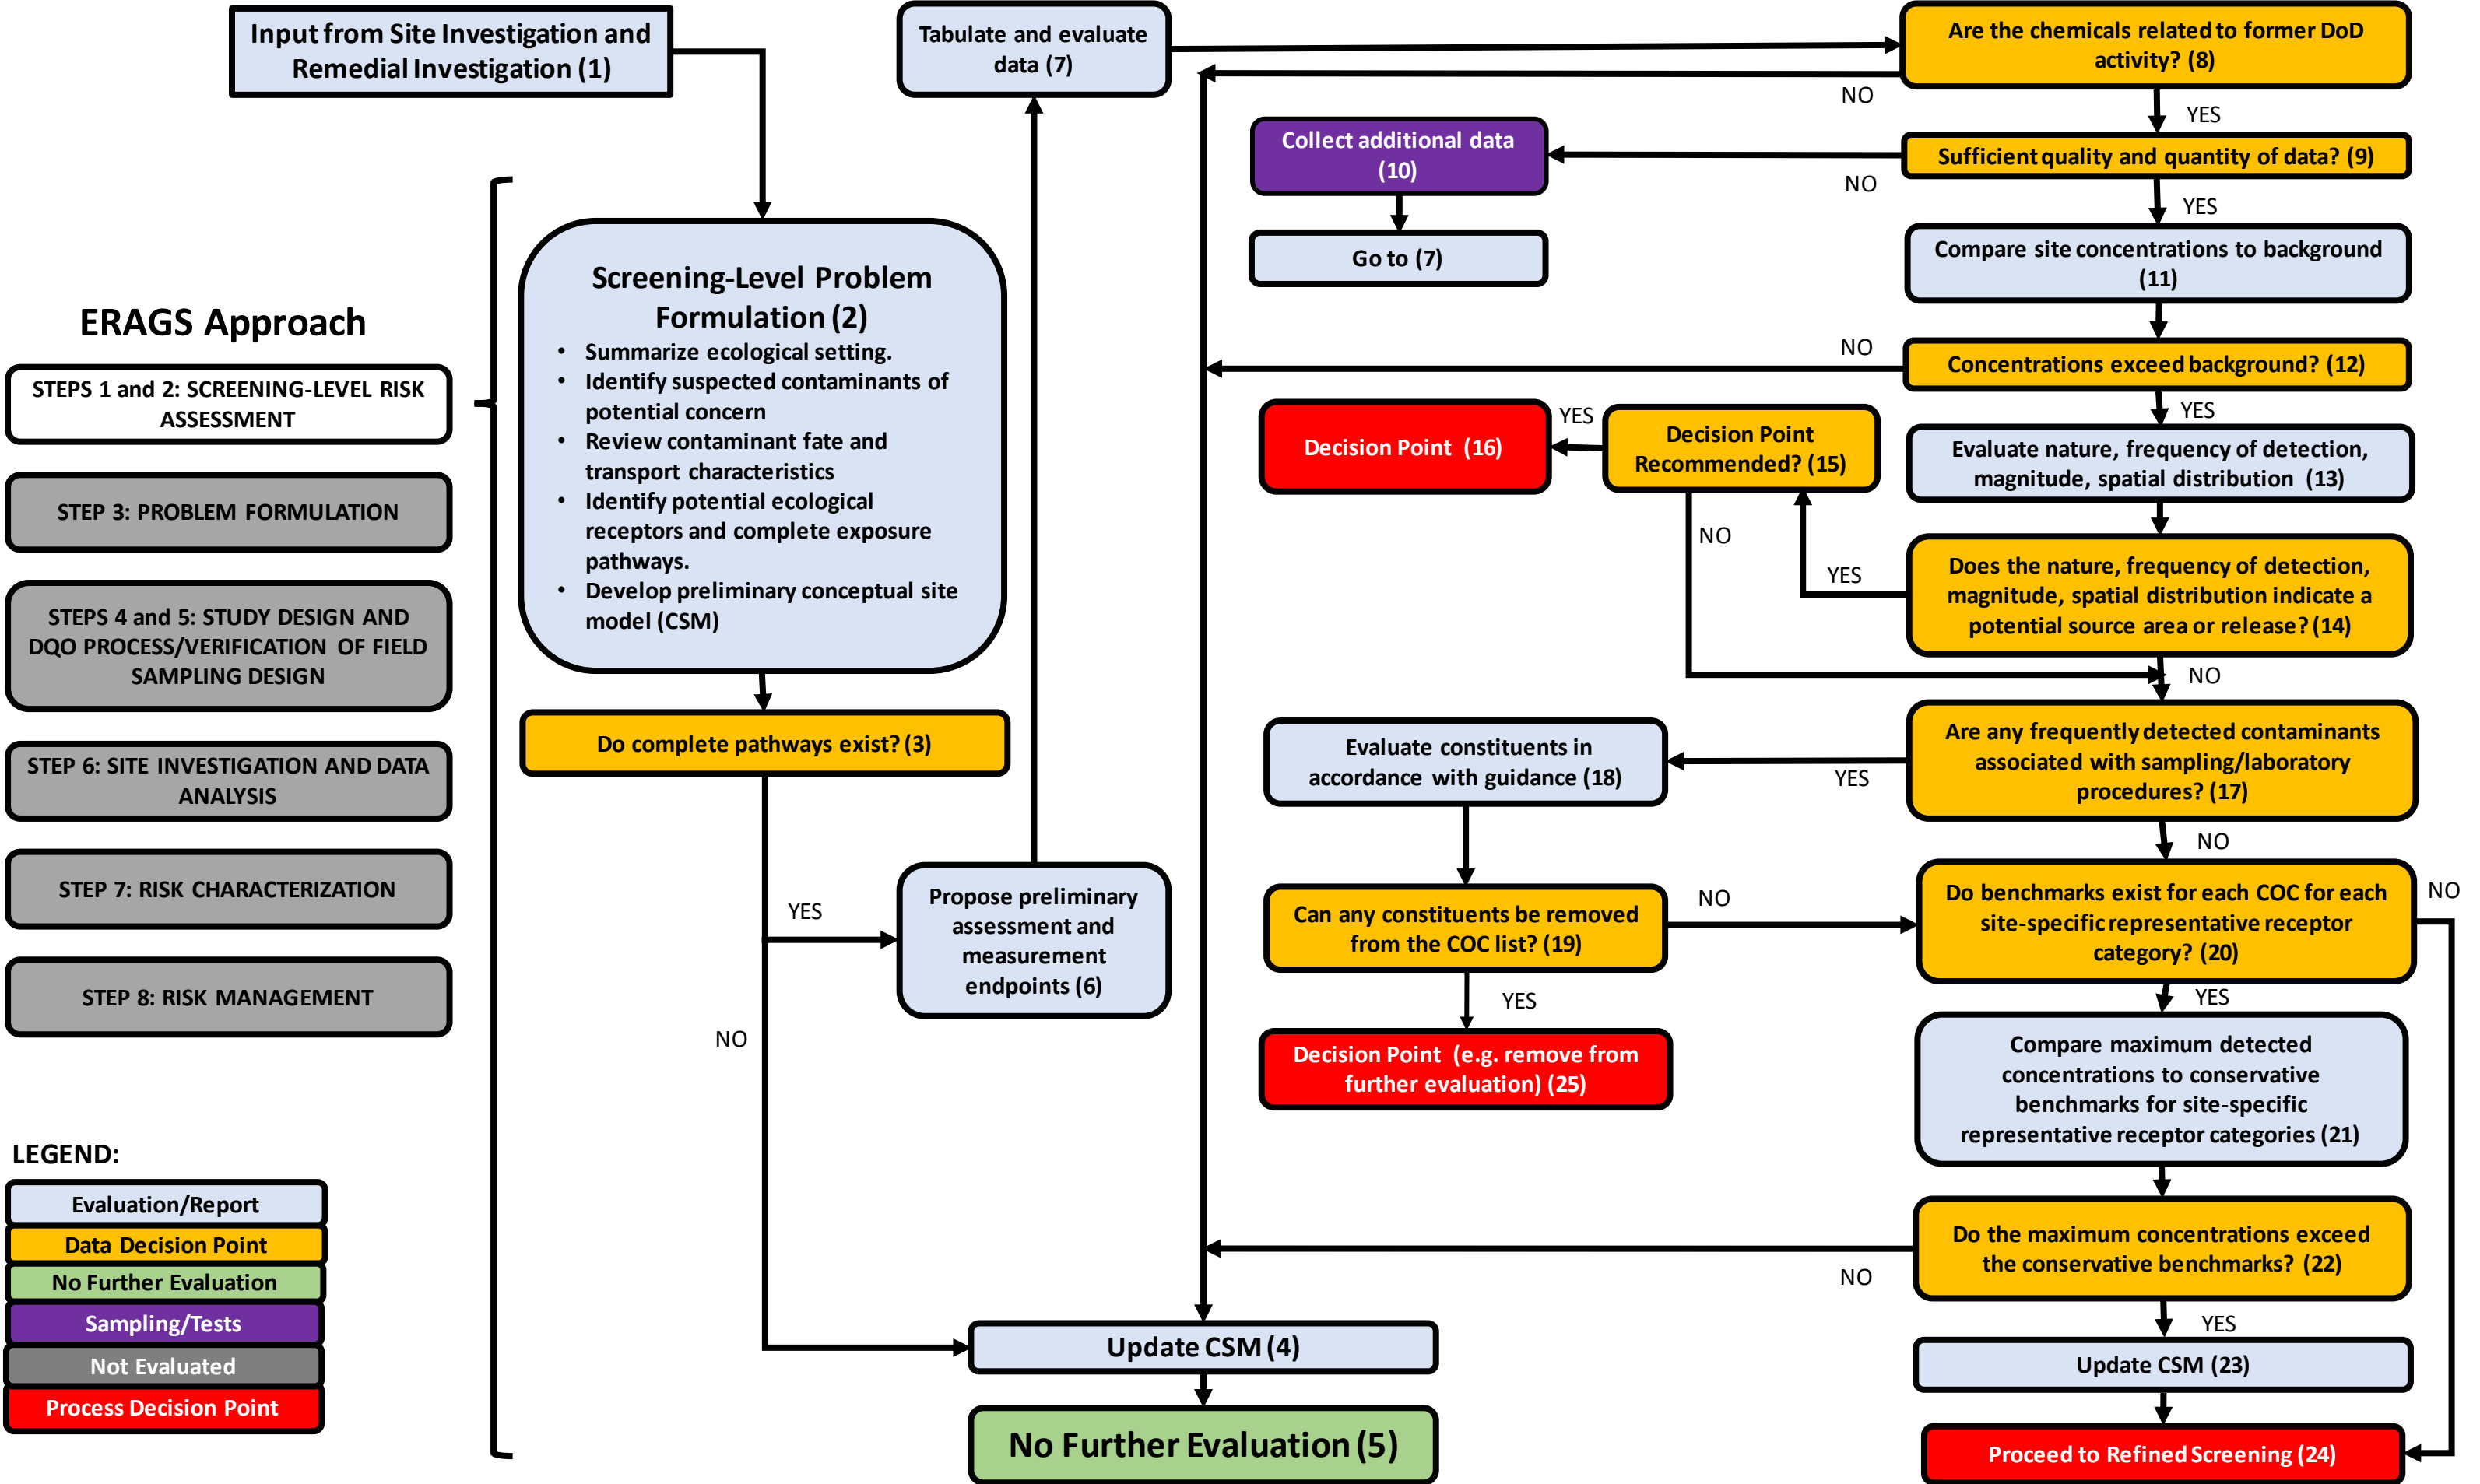 Input from Site Investigation and
Remedial Investigation (1)
ERAGS Approach
STEPS 1 and 2: SCREENING-LEVEL RISK
ASSESSMENT
STEP 3: PROBLEM FORMULATION
STEPS 4 and 5: STUDY DESIGN AND
DQO PROCESS/VERIFICATION OF FIELD
SAMPLING DESIGN
STEP 6: SITE INVESTIGATION AND DATA
ANALYSIS
STEP 7: RISK CHARACTERIZATION
STEP 8: RISK MANAGEMENT
LEGEND:
Evaluation/Report
Data Decision Point
No Further Evaluation
Sampling/Tests
Not Evaluated
Process Decision Point
Screening-Level Problem
Formulation (2)
• Summarize ecological setting.
• Identify suspected contaminants of
potential concern
• Review contaminant fate and
transport characteristics
• Identify potential ecological
receptors and complete exposure
pathways.
• Develop preliminary conceptual site
model (CSM)
Do complete pathways exist? (3)
YES
NO
Propose preliminary
assessment and
measurement
endpoints (6)
Tabulate and evaluate
data (7)
Update CSM (4)
No Further Evaluation (5)
Are the chemicals related to former DoD
activity? (8)
NO
YES
Sufficient quality and quantity of data? (9)
NO
YES
Collect additional data
(10)
Go to (7)
Compare site concentrations to background
(11)
Concentrations exceed background? (12)
NO
YES
Evaluate nature, frequency of detection,
magnitude, spatial distribution (13)
Does the nature, frequency of detection,
magnitude, spatial distribution indicate a
potential source area or release? (14)
YES
NO
Decision Point
Recommended? (15)
YES
NO
Decision Point (16)
Are any frequently detected contaminants
associated with sampling/laboratory
procedures? (17)
YES
NO
Evaluate constituents in
accordance with guidance (18)
Can any constituents be removed
from the COC list? (19)
NO
YES
Decision Point (e.g. remove from
further evaluation) (25)
Do benchmarks exist for each COC for each
site-specific representative receptor
category? (20)
NO
YES
Compare maximum detected
concentrations to conservative
benchmarks for site-specific
representative receptor categories (21)
Do the maximum concentrations exceed
the conservative benchmarks? (22)
NO
YES
Update CSM (23)
Proceed to Refined Screening (24)